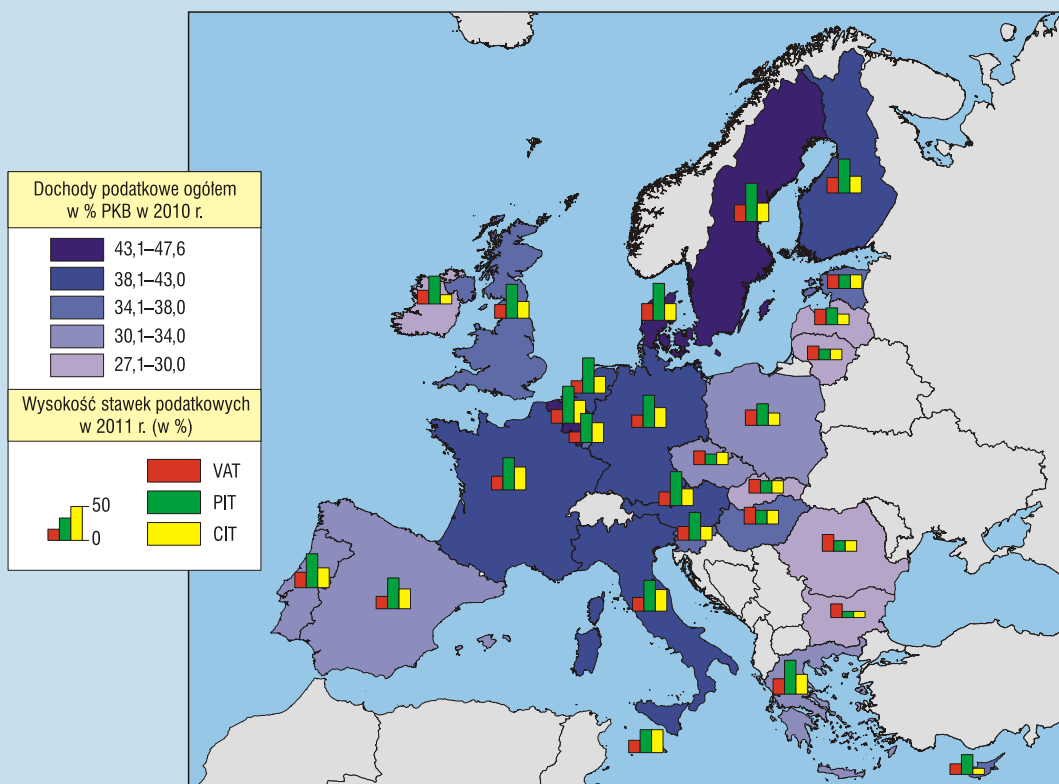 Dochody podatkowe ogółem
w % PKB w 2010 r.
43,1–47,6
38,1–43,0
34,1–38,0
30,1–34,0
27,1–30,0
Wysokość stawek podatkowych
w 2011 r. (w %)
50
0
VAT
PIT
CIT